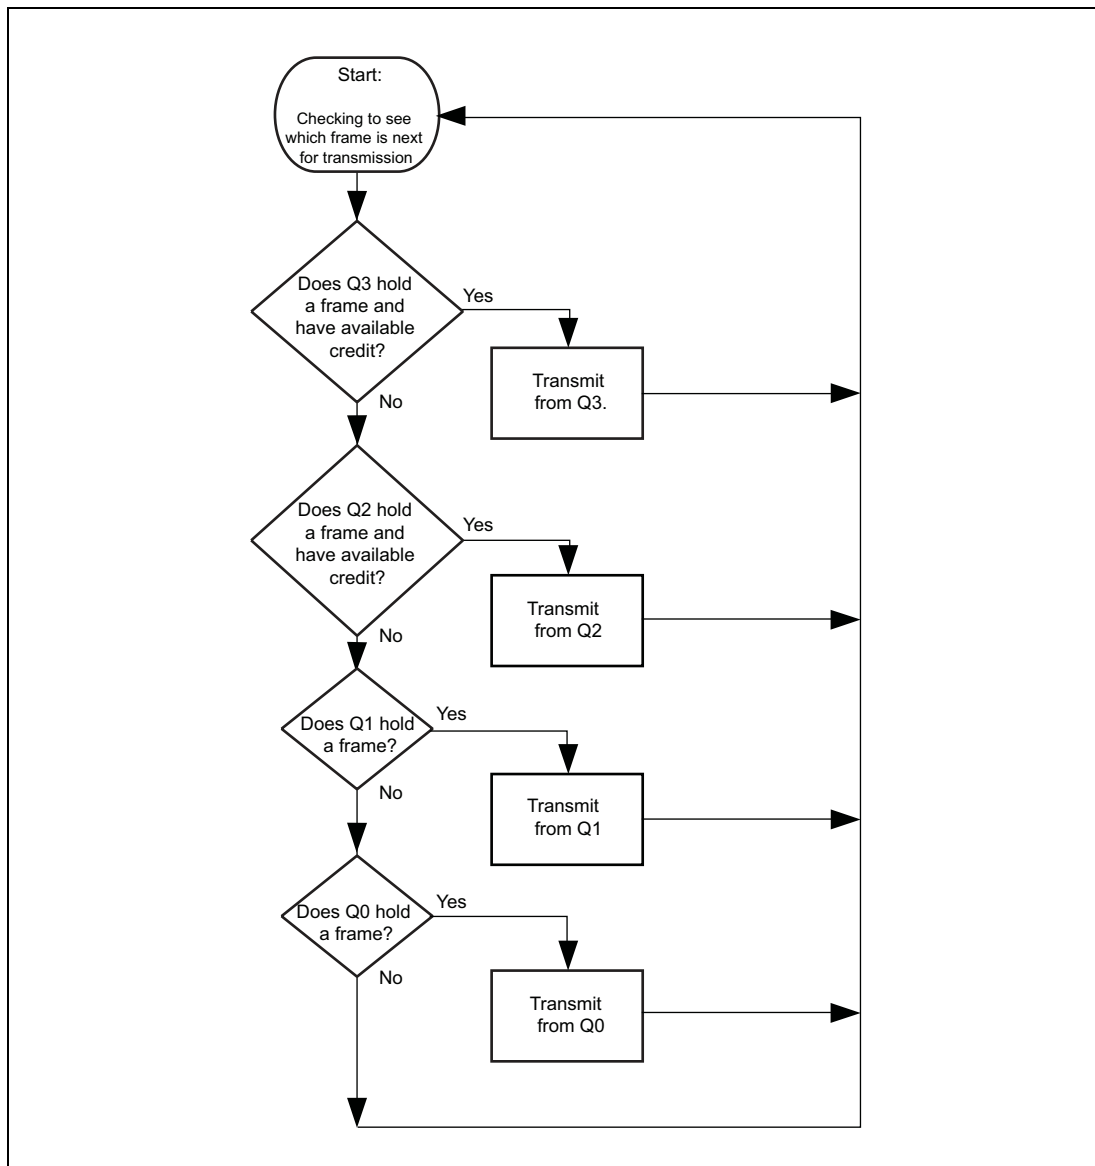 Start:
Checking to see
which frame is next
for transmission
Does Q3 hold
a frame and
have available
credit?
Yes
Transmit
from Q3.
No
Does Q2 hold
a frame and
have available
credit?
Yes
Transmit
from Q2
No
Does Q1 hold
a frame?
Yes
Transmit
from Q1
No
Does Q0 hold
a frame?
Yes
Transmit
from Q0
No